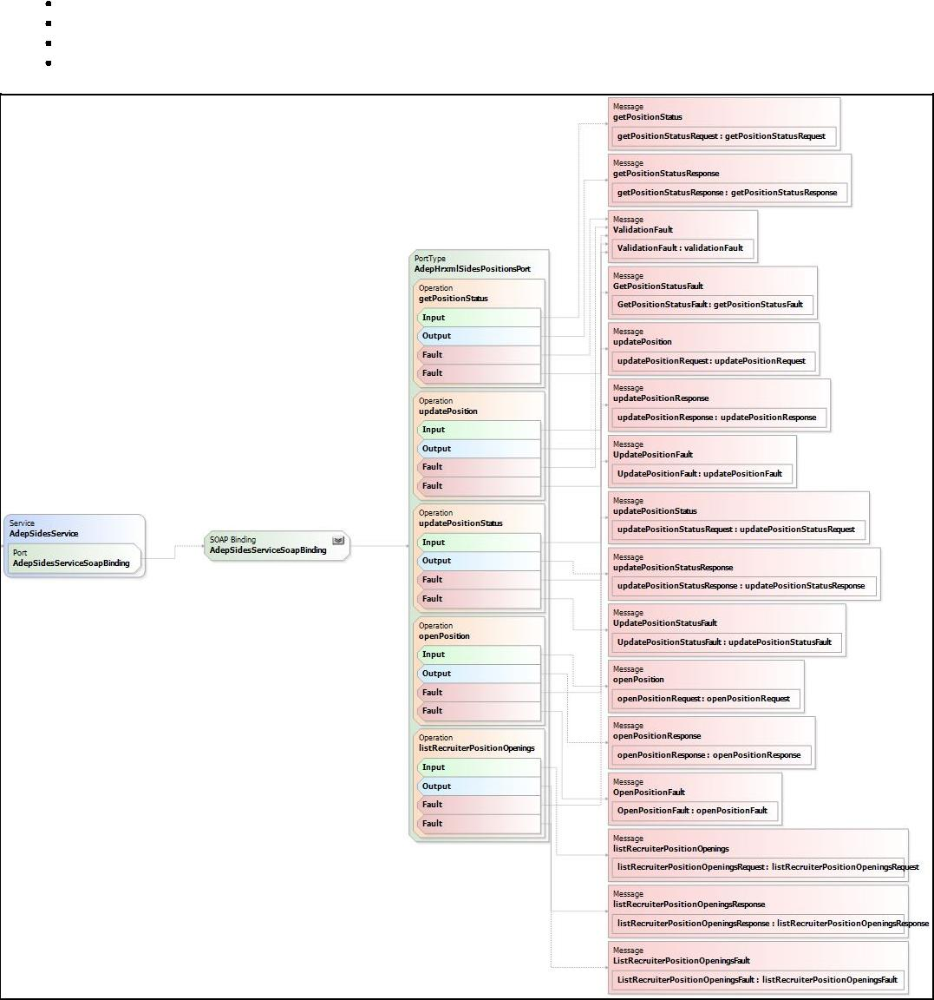 Service
AdepSidesService
Port
AdepSidesServiceSoapBinding
SOAP Binding
AdepSidesServiceSoapBinding
PortType
AdepHrxmlSidesPositionsPort
Operation
getPositionStatus
Input
Output
Fault
Fault
Operation
updatePosition
Input
Output
Fault
Fault
Operation
updatePositionStatus
Input
Output
Fault
Fault
Operation
openPosition
Input
Output
Fault
Fault
Operation
listRecruiterPositionOpenings
Input
Output
Fault
Fault
Message
getPositionStatus
getPositionStatusRequest : getPositionStatusRequest
Message
getPositionStatusResponse
getPositionStatusResponse : getPositionStatusResponse
Message
ValidationFault
ValidationFault : validationFault
Message
GetPositionStatusFault
GetPositionStatusFault : getPositionStatusFault
Message
updatePosition
updatePositionRequest : updatePositionRequest
Message
updatePositionResponse
updatePositionResponse : updatePositionResponse
Message
UpdatePositionFault
UpdatePositionFault : updatePositionFault
Message
updatePositionStatus
updatePositionStatusRequest : updatePositionStatusRequest
Message
updatePositionStatusResponse
updatePositionStatusResponse : updatePositionStatusResponse
Message
UpdatePositionStatusFault
UpdatePositionStatusFault : updatePositionStatusFault
Message
openPosition
openPositionRequest : openPositionRequest
Message
openPositionResponse
openPositionResponse : openPositionResponse
Message
OpenPositionFault
OpenPositionFault : openPositionFault
Message
listRecruiterPositionOpenings
listRecruiterPositionOpeningsRequest : listRecruiterPositionOpeningsRequest
Message
listRecruiterPositionOpeningsResponse
listRecruiterPositionOpeningsResponse : listRecruiterPositionOpeningsResponse
Message
ListRecruiterPositionOpeningsFault
ListRecruiterPositionOpeningsFault : listRecruiterPositionOpeningsFault